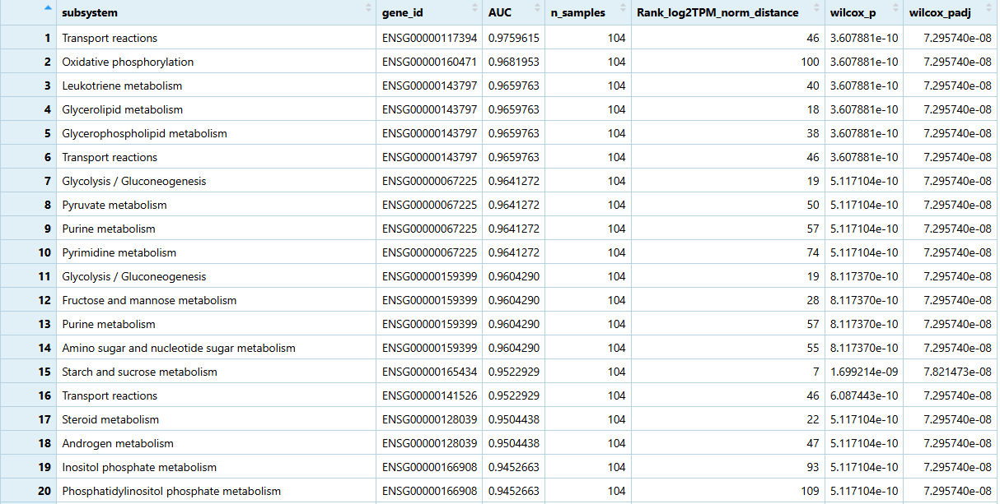 subsystem gene_id AUC n_samples Rank_log2TPM_norm_distance wilcox_p wilcox_padj
1 Transport reactions ENSG00000117394 0.9759615 104 46 3.607881e-10 7.295740e-08
2 Oxidative phosphorylation ENSG00000160471 0.9681953 104 100 3.607881e-10 7.295740e-08
3 Leukotriene metabolism ENSG00000143797 0.9659763 104 40 3.607881e-10 7.295740e-08
4 Glycerolipid metabolism ENSG00000143797 0.9659763 104 18 3.607881e-10 7.295740e-08
5 Glycerophospholipid metabolism ENSG00000143797 0.9659763 104 38 3.607881e-10 7.295740e-08
6 Transport reactions ENSG00000143797 0.9659763 104 46 3.607881e-10 7.295740e-08
7 Glycolysis / Gluconeogenesis ENSG00000067225 0.9641272 104 19 5.117104e-10 7.295740e-08
8 Pyruvate metabolism ENSG00000067225 0.9641272 104 50 5.117104e-10 7.295740e-08
9 Purine metabolism ENSG00000067225 0.9641272 104 57 5.117104e-10 7.295740e-08
10 Pyrimidine metabolism ENSG00000067225 0.9641272 104 74 5.117104e-10 7.295740e-08
11 Glycolysis / Gluconeogenesis ENSG00000159399 0.9604290 104 19 8.117370e-10 7.295740e-08
12 Fructose and mannose metabolism ENSG00000159399 0.9604290 104 28 8.117370e-10 7.295740e-08
13 Purine metabolism ENSG00000159399 0.9604290 104 57 8.117370e-10 7.295740e-08
14 Amino sugar and nucleotide sugar metabolism ENSG00000159399 0.9604290 104 55 8.117370e-10 7.295740e-08
15 Starch and sucrose metabolism ENSG00000165434 0.9522929 104 7 1.699214e-09 7.821473e-08
16 Transport reactions ENSG00000141526 0.9522929 104 46 6.087443e-10 7.295740e-08
17 Steroid metabolism ENSG00000128039 0.9504438 104 22 5.117104e-10 7.295740e-08
18 Androgen metabolism ENSG00000128039 0.9504438 104 47 5.117104e-10 7.295740e-08
19 Inositol phosphate metabolism ENSG00000166908 0.9452663 104 93 5.117104e-10 7.295740e-08
20 Phosphatidylinositol phosphate metabolism ENSG00000166908 0.9452663 104 109 5.117104e-10 7.295740e-08